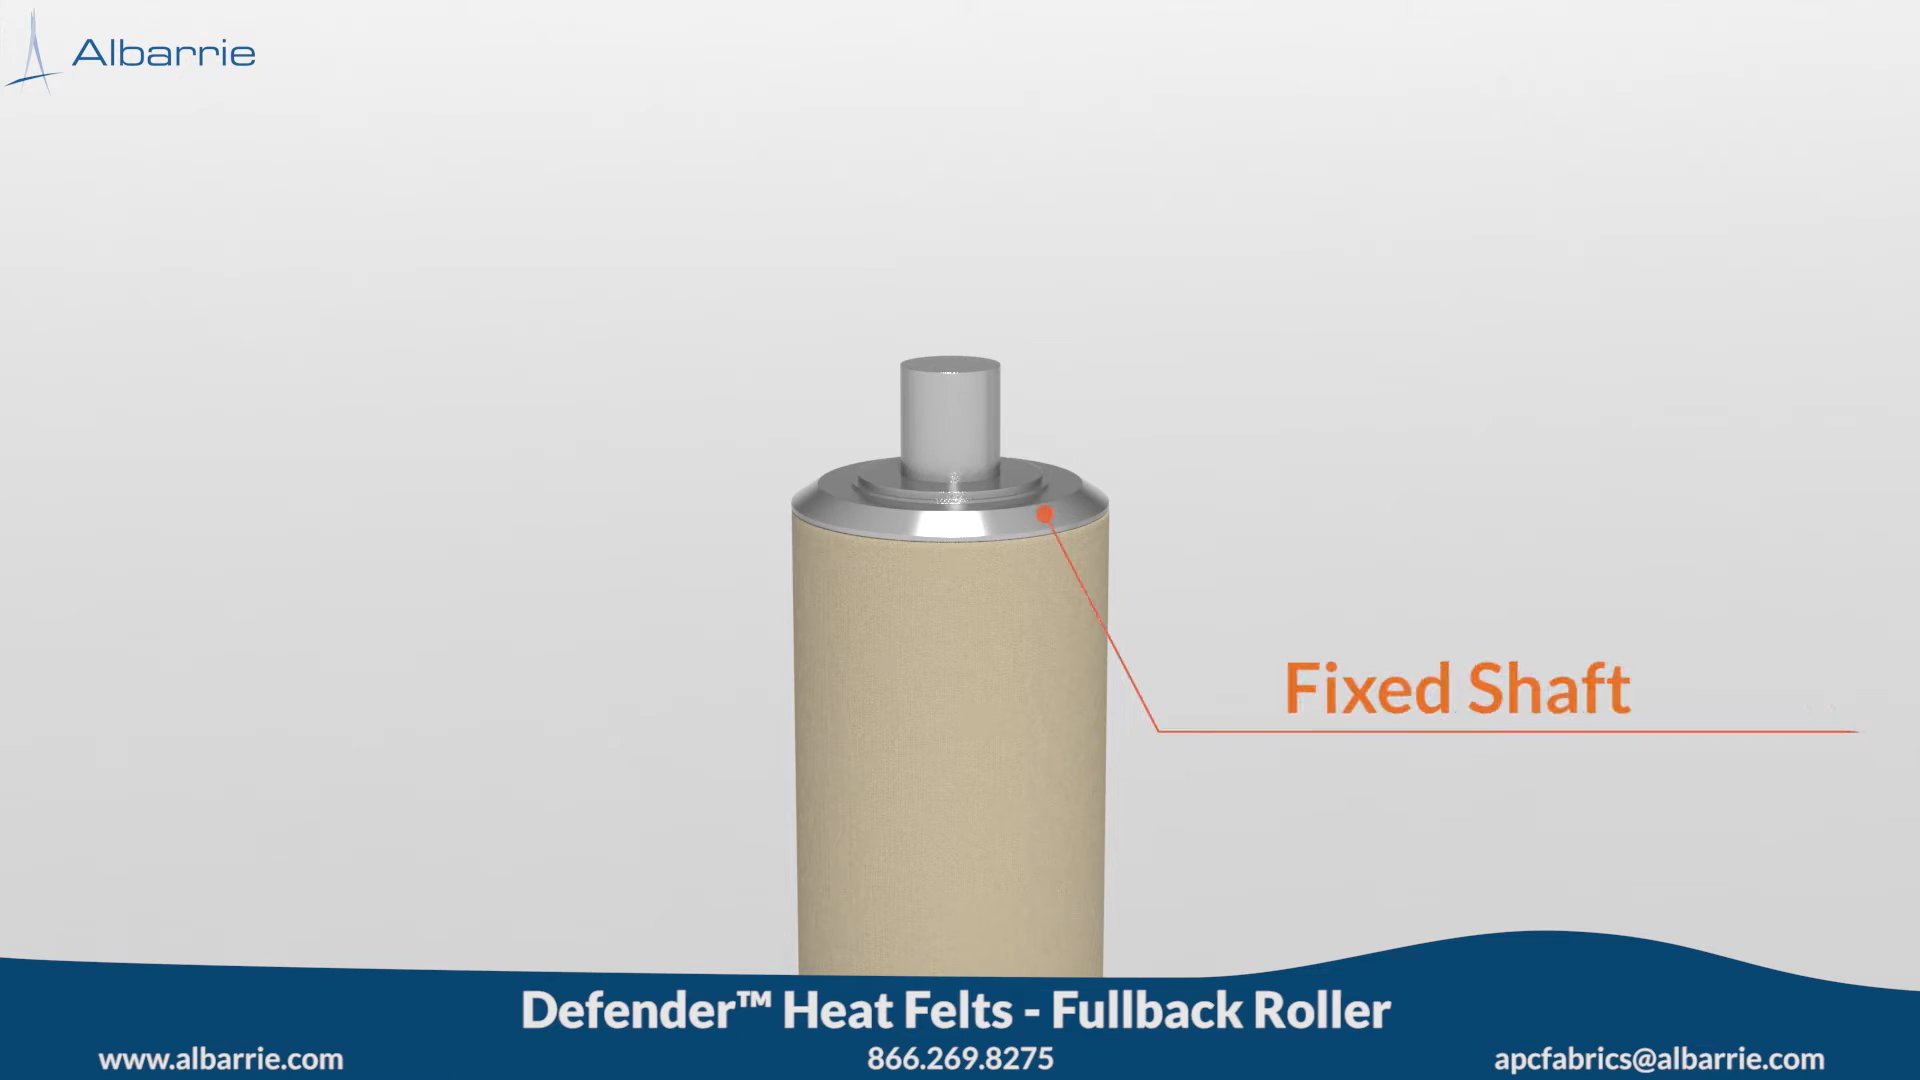 Albarrie
Fixed Shaft
Defender™ Heat Felts - Fullback Roller
www.albarrie.com
866.269.8275
apcfabrics@albarrie.com